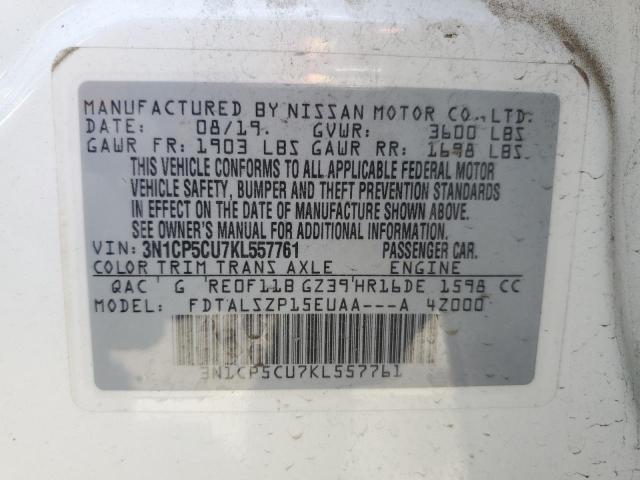 MANUFACTURED BY NISSAN MOTOR CO., LTD.
DATE: 08/19. GVWR: 3600 LBS
GAWR FR: 1903 LBS GAWR RR: 1698 LBS.
THIS VEHICLE CONFORMS TO ALL APPLICABLE FEDERAL MOTOR
VEHICLE SAFETY, BUMPER AND THEFT PREVENTION STANDARDS
IN EFFECT ON THE DATE OF MANUFACTURE SHOWN ABOVE.
SEE OWNER'S MANUAL FOR ADDITIONAL INFORMATION.
VIN: 3N1CP5CU7KL557761 PASSENGER CAR.
COLOR TRIM TRANS AXLE ENGINE
QAC G RE0F11B GZ39 HR16DE 1598 CC
MODEL: FDTALSZP15EUAA---A 4Z000
3N1CP5CU7KL557761